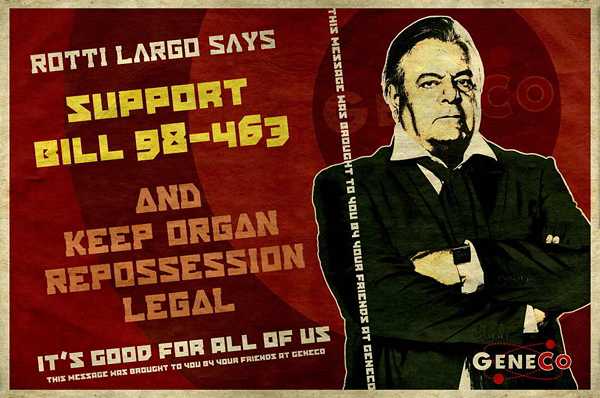 ROTTI LARGO SAYS
SUPPORT
BILL 98-463
AND
KEEP ORGAN
REPOSSESSION
LEGAL
IT'S GOOD FOR ALL OF US
THIS MESSAGE WAS BROUGHT TO YOU BY YOUR FRIENDS AT GENECO
THIS MESSAGE WAS BROUGHT TO YOU BY YOUR FRIENDS AT GENECO
GENECO
GENECO